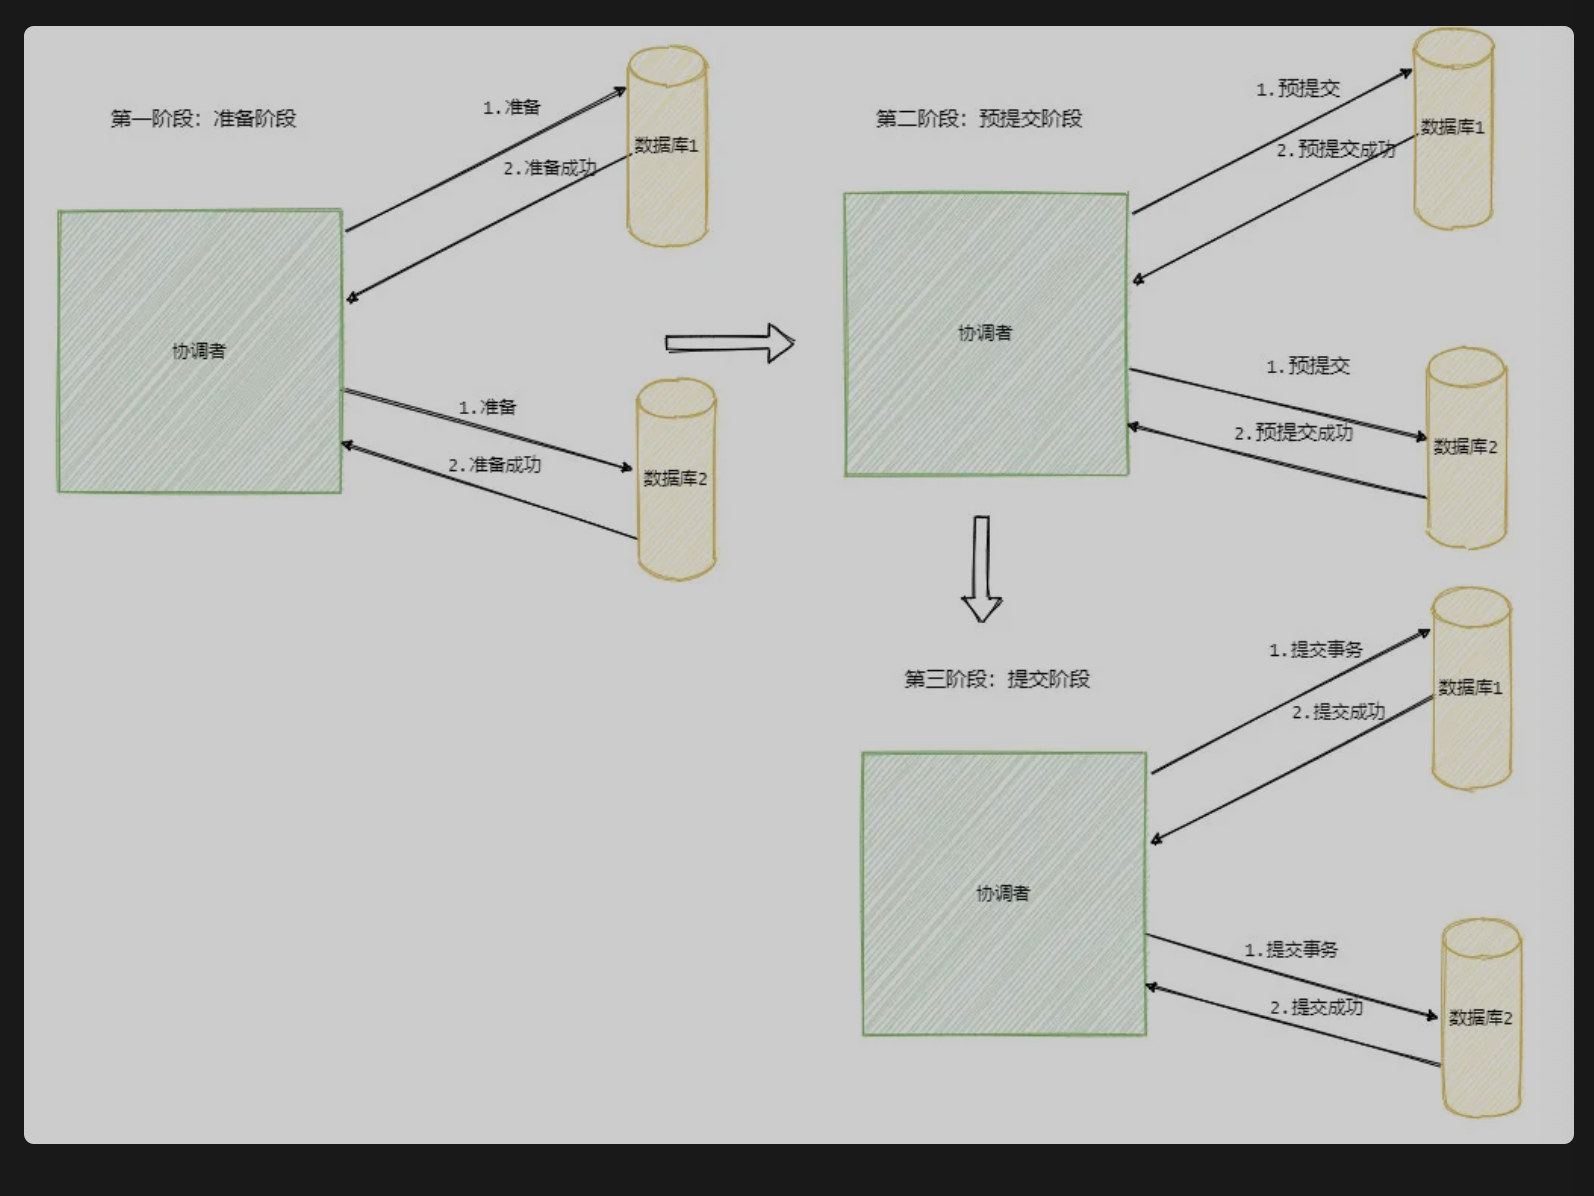 第一阶段：准备阶段
1.准备
2.准备成功
数据库1
协调者
1.准备
2.准备成功
数据库2
第二阶段：预提交阶段
1.预提交
2.预提交成功
数据库1
协调者
1.预提交
2.预提交成功
数据库2
第三阶段：提交阶段
1.提交事务
2.提交成功
数据库1
协调者
1.提交事务
2.提交成功
数据库2